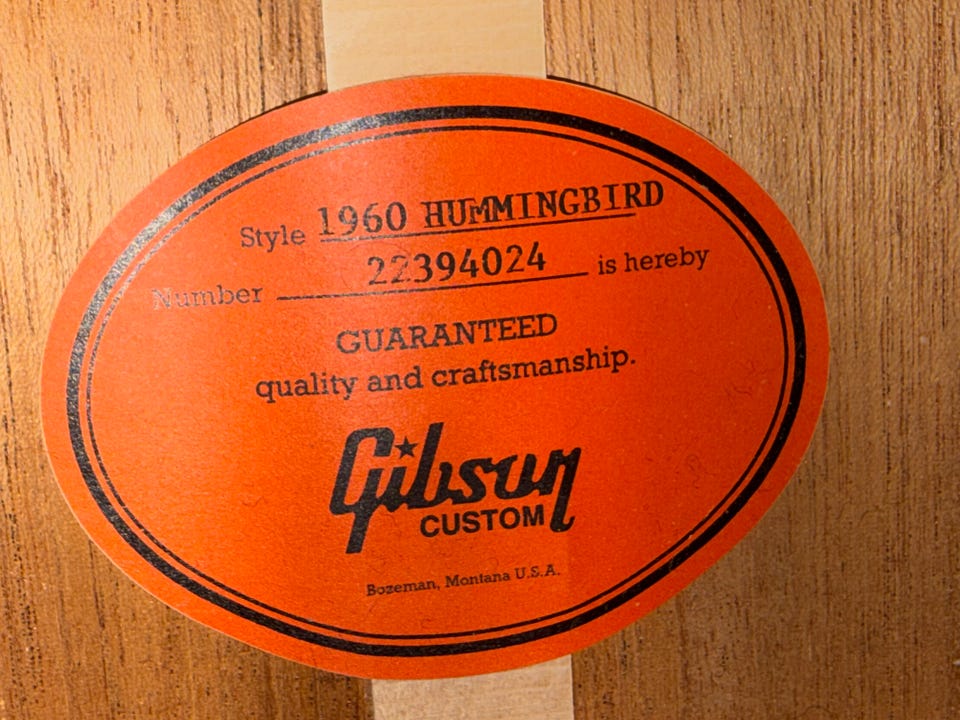 Style 1960 HUMMINGBIRD
Number 22394024 is hereby
GUARANTEED
quality and craftsmanship.
Gibson
CUSTOM
Bozeman, Montana U.S.A.